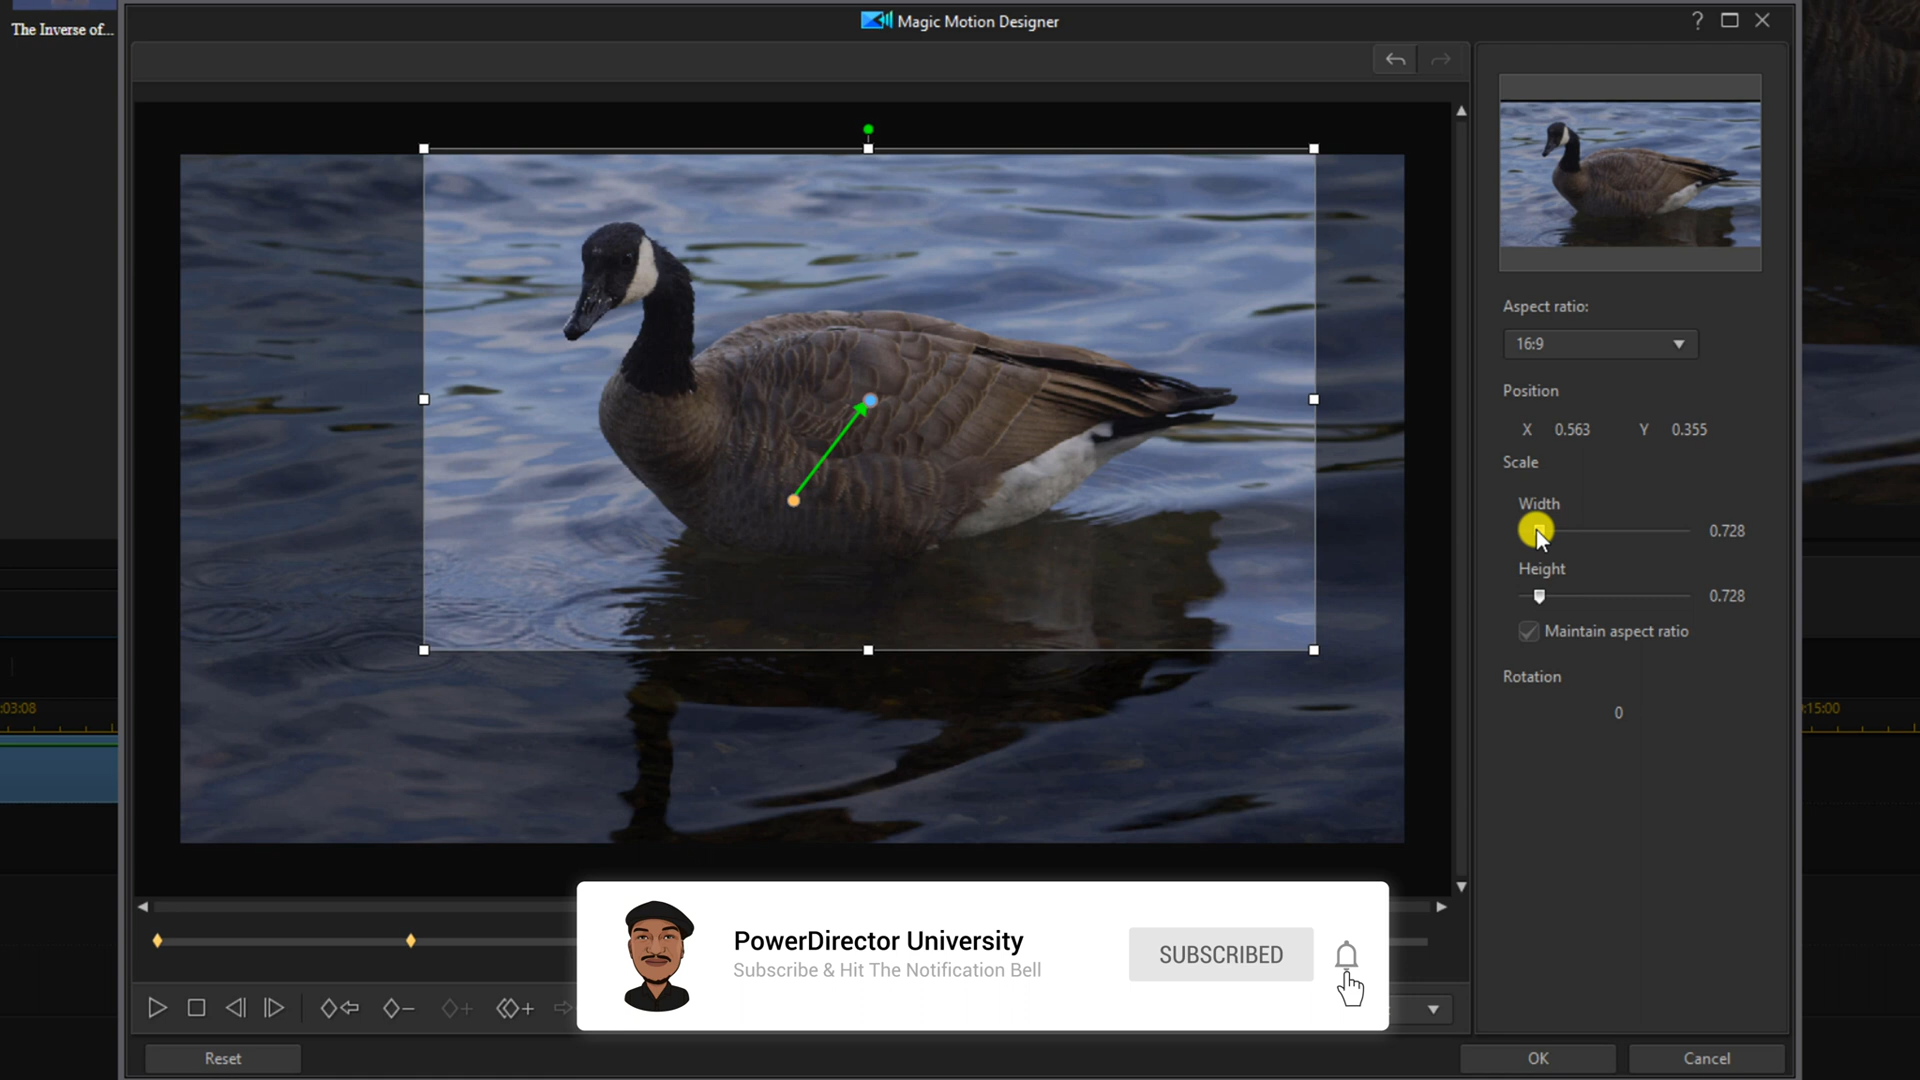 The Inverse of...
Magic Motion Designer
?
Aspect ratio:
16:9
Position
X 0.563 Y 0.355
Scale
Width
0.728
Height
0.728
Maintain aspect ratio
Rotation
0
:03:08
:15:00
PowerDirector University
Subscribe & Hit The Notification Bell
SUBSCRIBED
Reset
OK
Cancel